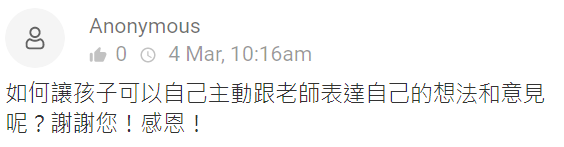 Anonymous
0 4 Mar, 10:16am
如何讓孩子可以自己主動跟老師表達自己的想法和意見
呢？謝謝您！感恩！